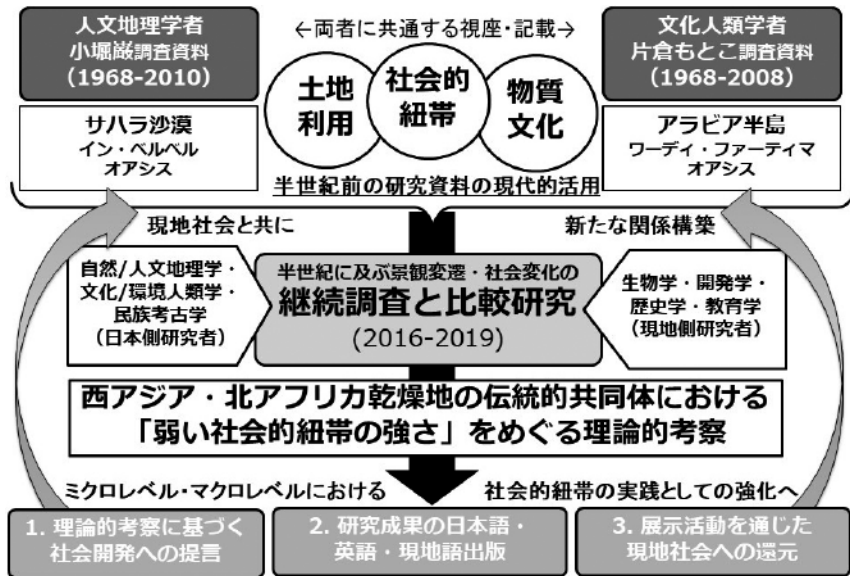 人文地理学者
小堀巌調査資料
(1968-2010)
←両者に共通する視座・記載→
文化人類学者
片倉もとこ調査資料
(1968-2008)
土地
利用
社会的
紐帯
物質
文化
サハラ沙漠
イン・ベルベル
オアシス
アラビア半島
ワーディ・ファーティマ
オアシス
半世紀前の研究資料の現代的活用
現地社会と共に
新たな関係構築
自然/人文地理学・
文化/環境人類学・
民族考古学
(日本側研究者)
半世紀に及ぶ景観変遷・社会変化の
継続調査と比較研究
(2016-2019)
生物学・開発学・
歴史学・教育学
(現地側研究者)
西アジア・北アフリカ乾燥地の伝統的共同体における
「弱い社会的紐帯の強さ」をめぐる理論的考察
ミクロレベル・マクロレベルにおける
社会的紐帯の実践としての強化へ
1. 理論的考察に基づく
社会開発への提言
2. 研究成果の日本語・
英語・現地語出版
3. 展示活動を通じた
現地社会への還元